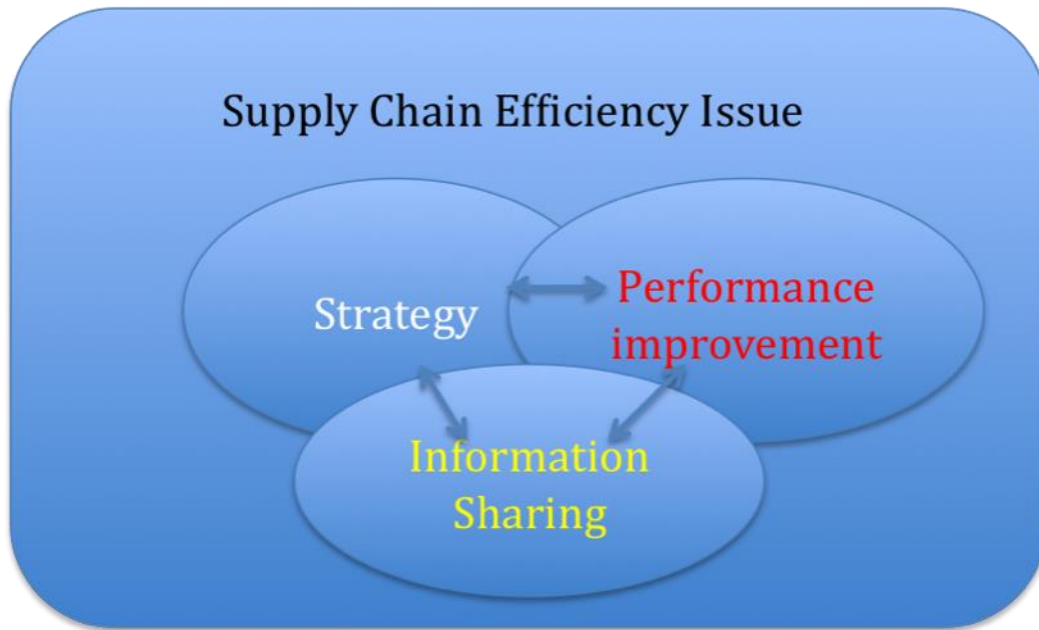 Supply Chain Efficiency Issue
Strategy
Performance
improvement
Information
Sharing